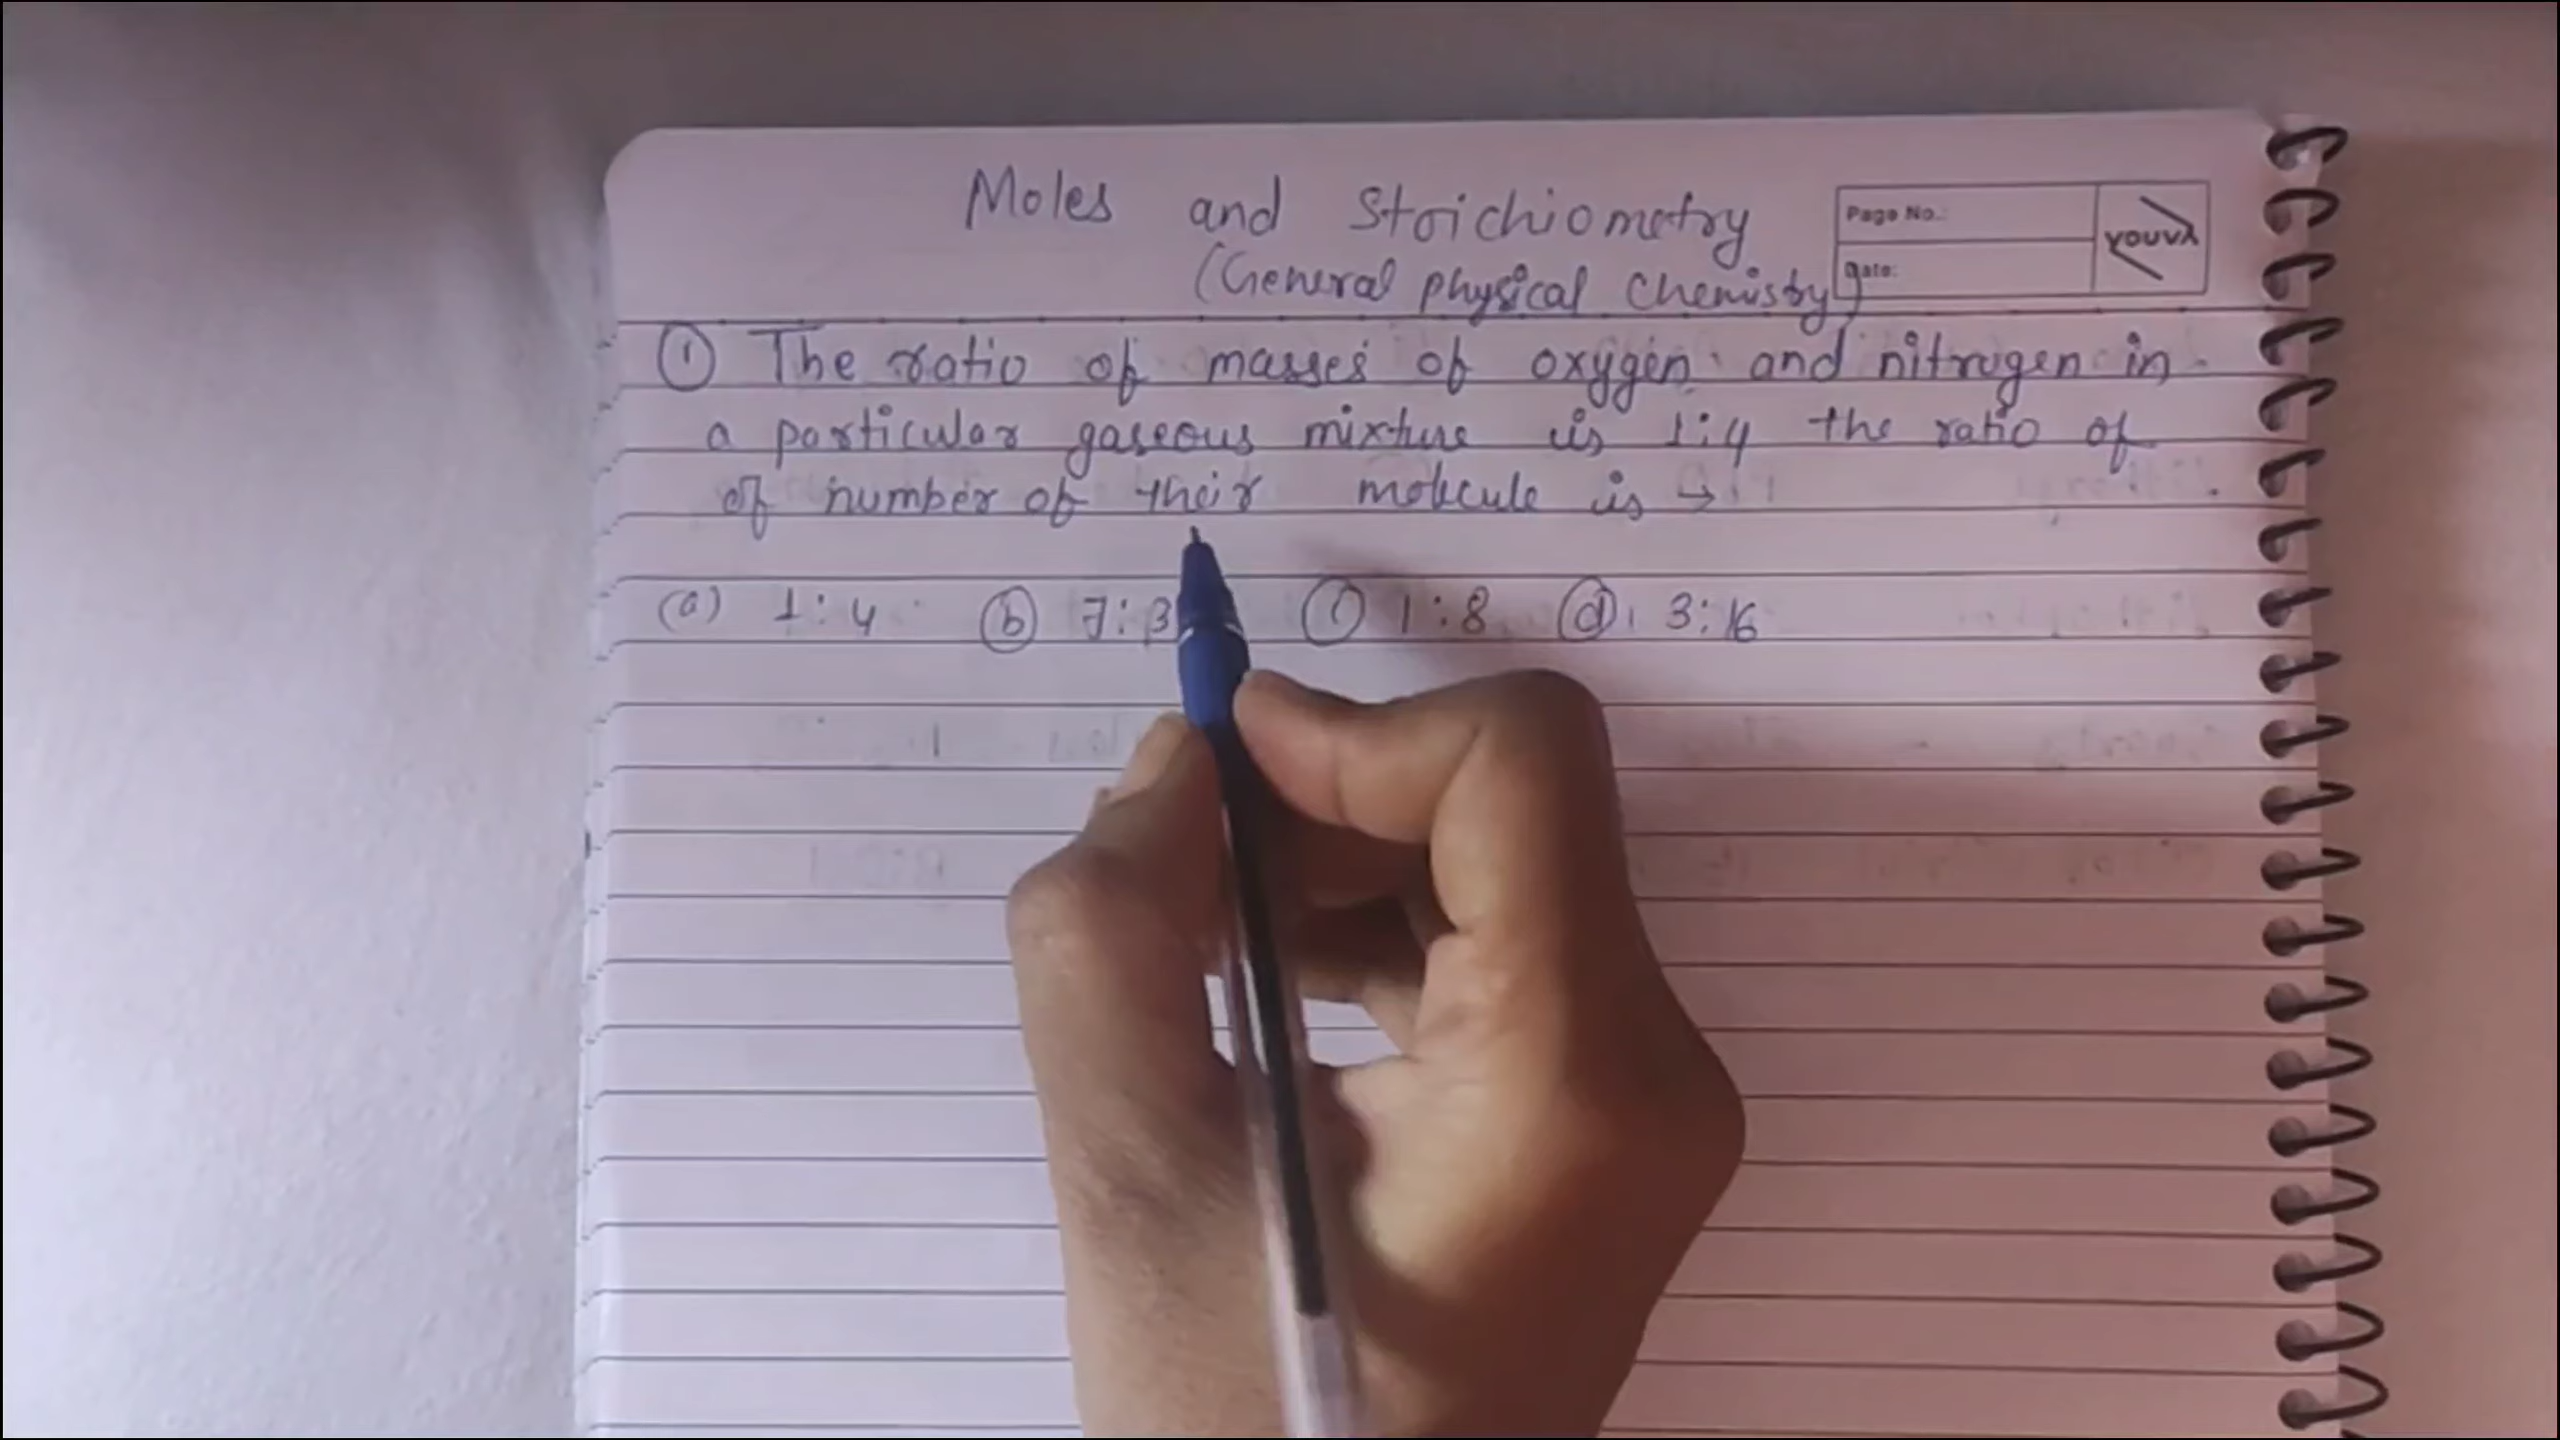 Moles and Stoichiometry
(General physical chemistry)
Page No.:
Date:
YOUVA
① The ratio of masses of oxygen and nitrogen in
a particular gaseous mixture is 1:4 the ratio of
of number of their molecule is →
(a) 1:4 ⓑ 7:3 ⓒ 1:8 ⓓ 3:16